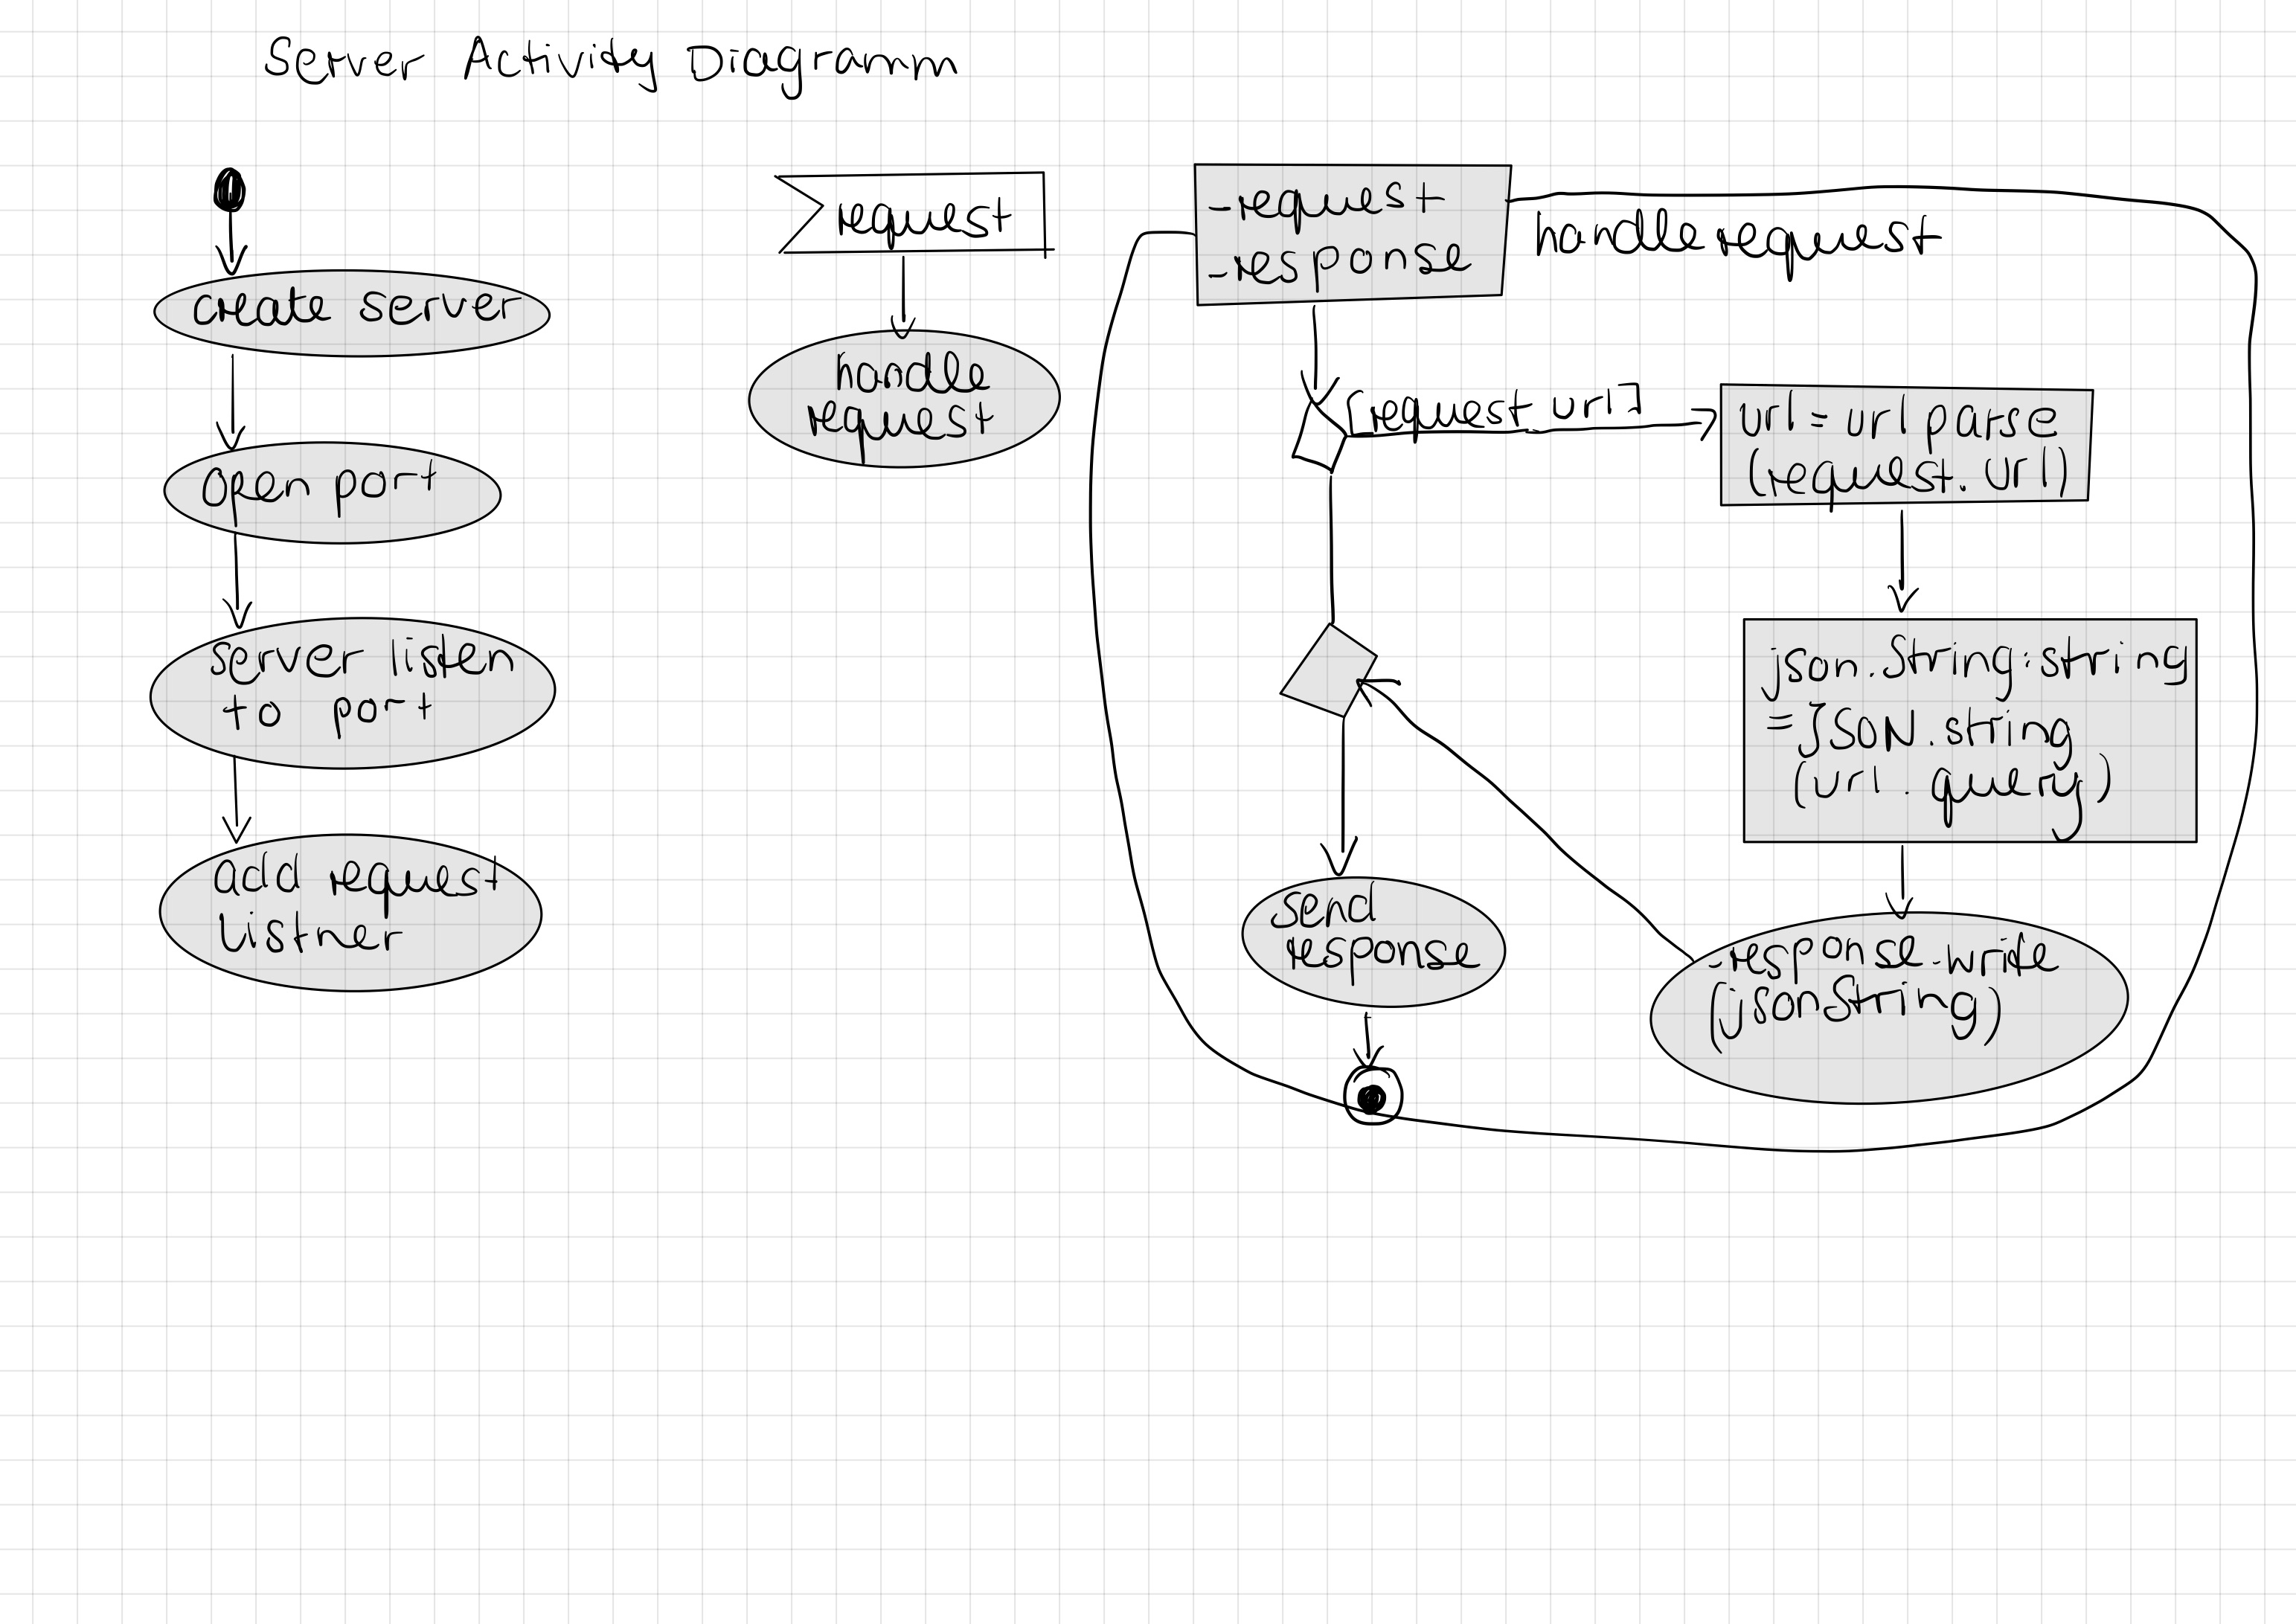 Server Activity Diagramm
create server
open port
server listen
to port
add request
listner
request
handle
request
-request
-response
handle request
[request url]
url = url parse
(request. url)
json.String:string
=JSON.string
(url.query)
-response.write
(jsonString)
send
response